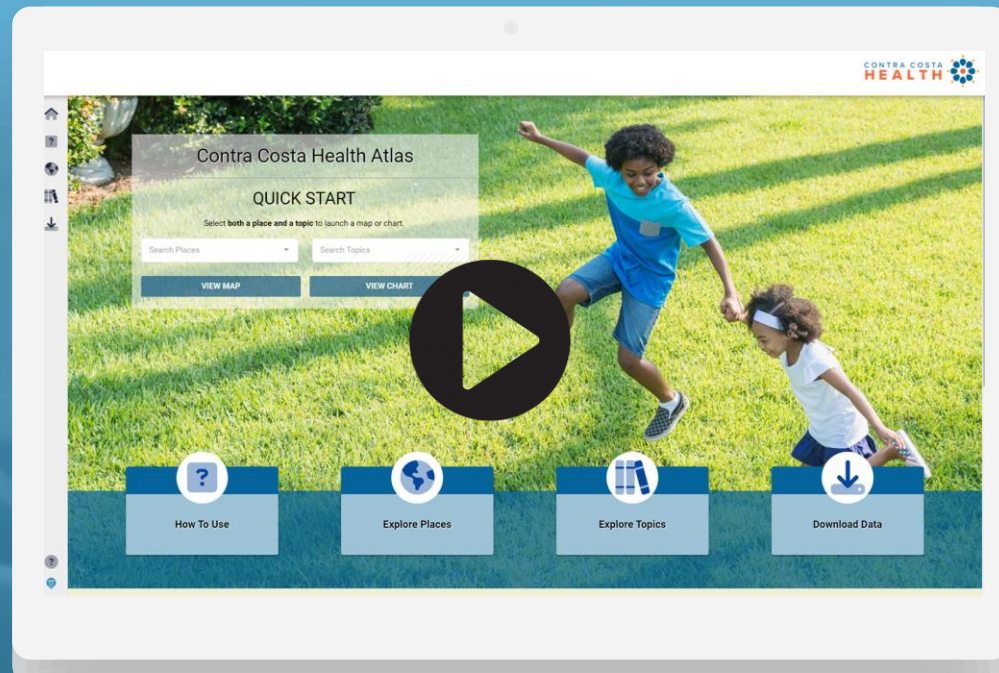 CONTRA COSTA
HEALTH
Contra Costa Health Atlas
QUICK START
Select both a place and a topic to launch a map or chart.
Search Places
Search Topics
VIEW MAP
VIEW CHART
?
?
How To Use
Explore Places
Explore Topics
Download Data
?